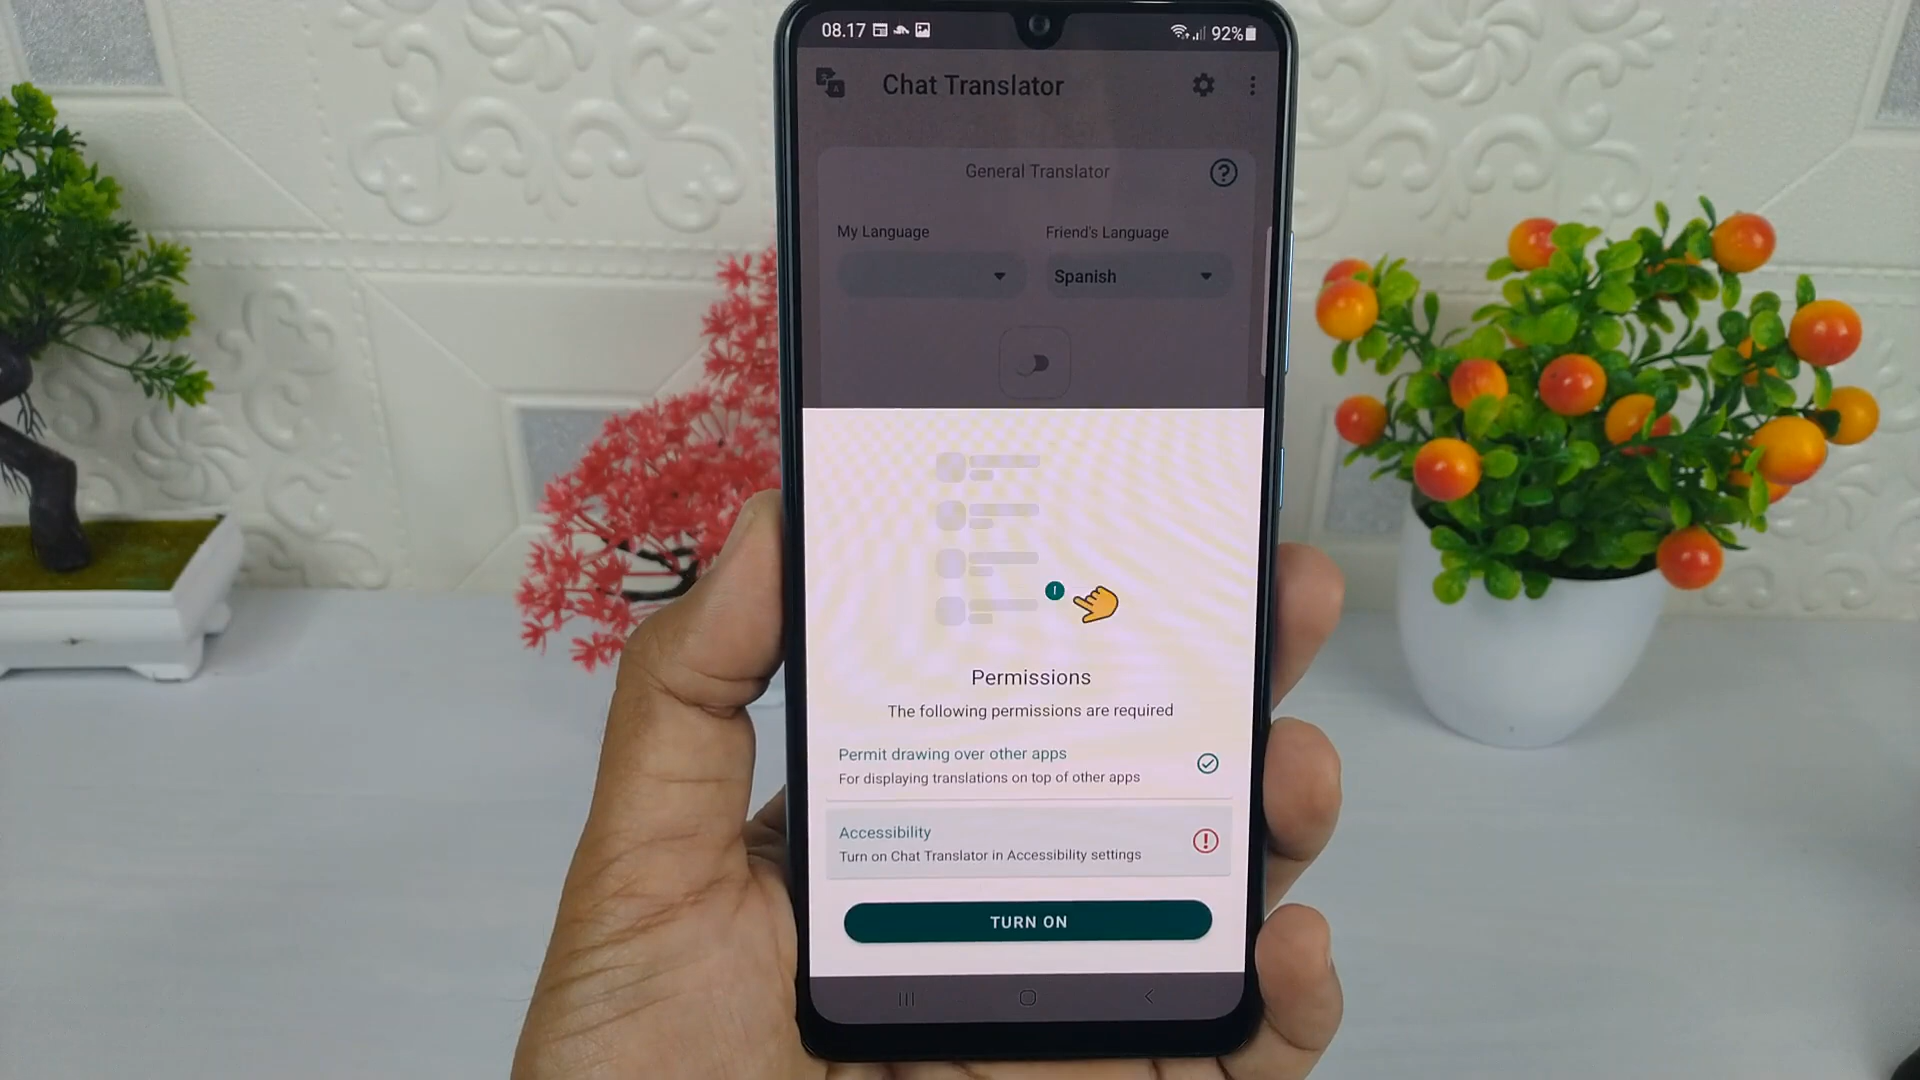 08.17
92%
Chat Translator
General Translator
My Language
Friend's Language
Spanish
Permissions
The following permissions are required
Permit drawing over other apps
For displaying translations on top of other apps
Accessibility
Turn on Chat Translator in Accessibility settings
TURN ON